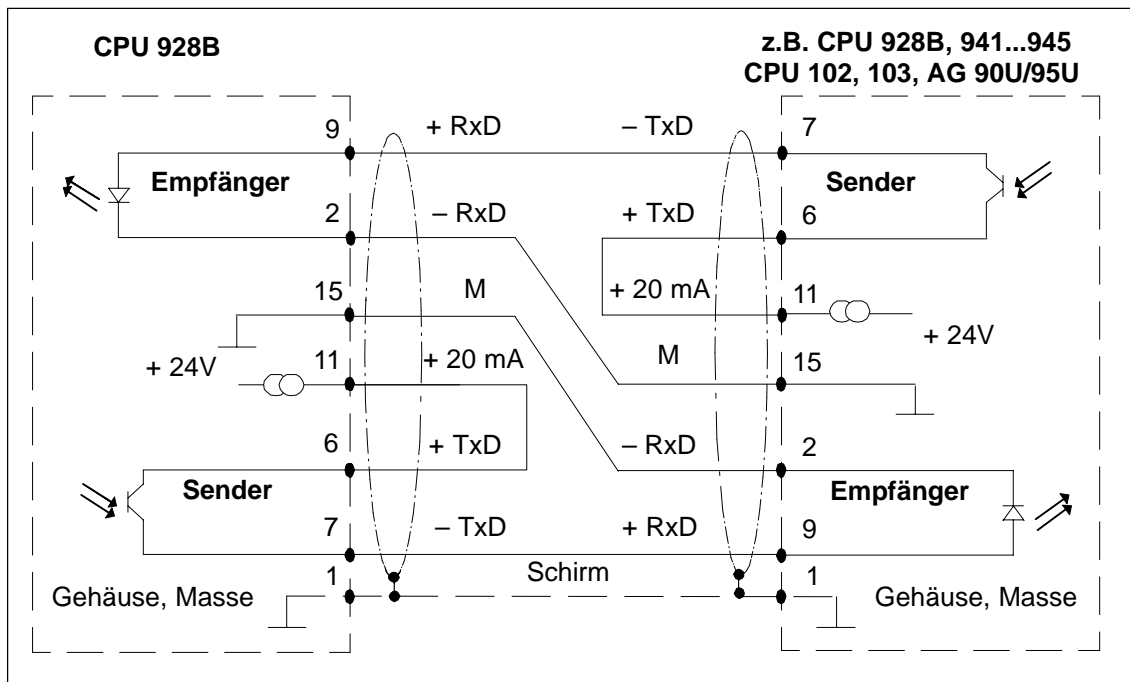 CPU 928B
z.B. CPU 928B, 941...945
CPU 102, 103, AG 90U/95U
9
+ RxD
– TxD
7
Empfänger
Sender
2
– RxD
+ TxD
6
15
M
+ 20 mA
11
+ 24V
11
+ 20 mA
M
15
+ 24V
6
+ TxD
– RxD
2
Sender
Empfänger
7
– TxD
+ RxD
9
1
Schirm
1
Gehäuse, Masse
Gehäuse, Masse